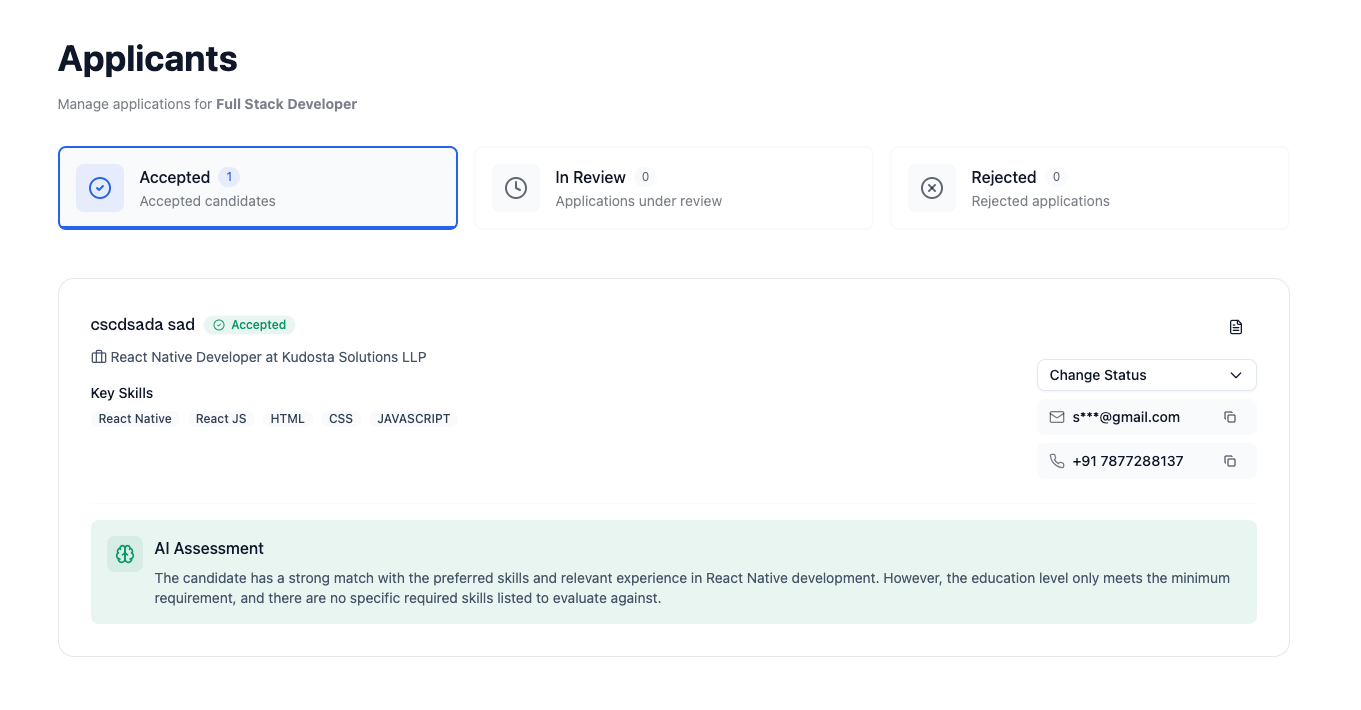 Applicants
Manage applications for Full Stack Developer
Accepted 1
Accepted candidates
In Review 0
Applications under review
Rejected 0
Rejected applications
cscdsada sad Accepted
React Native Developer at Kudosta Solutions LLP
Key Skills
React Native React JS HTML CSS JAVASCRIPT
Change Status
s***@gmail.com
+91 7877288137
AI Assessment
The candidate has a strong match with the preferred skills and relevant experience in React Native development. However, the education level only meets the minimum
requirement, and there are no specific required skills listed to evaluate against.